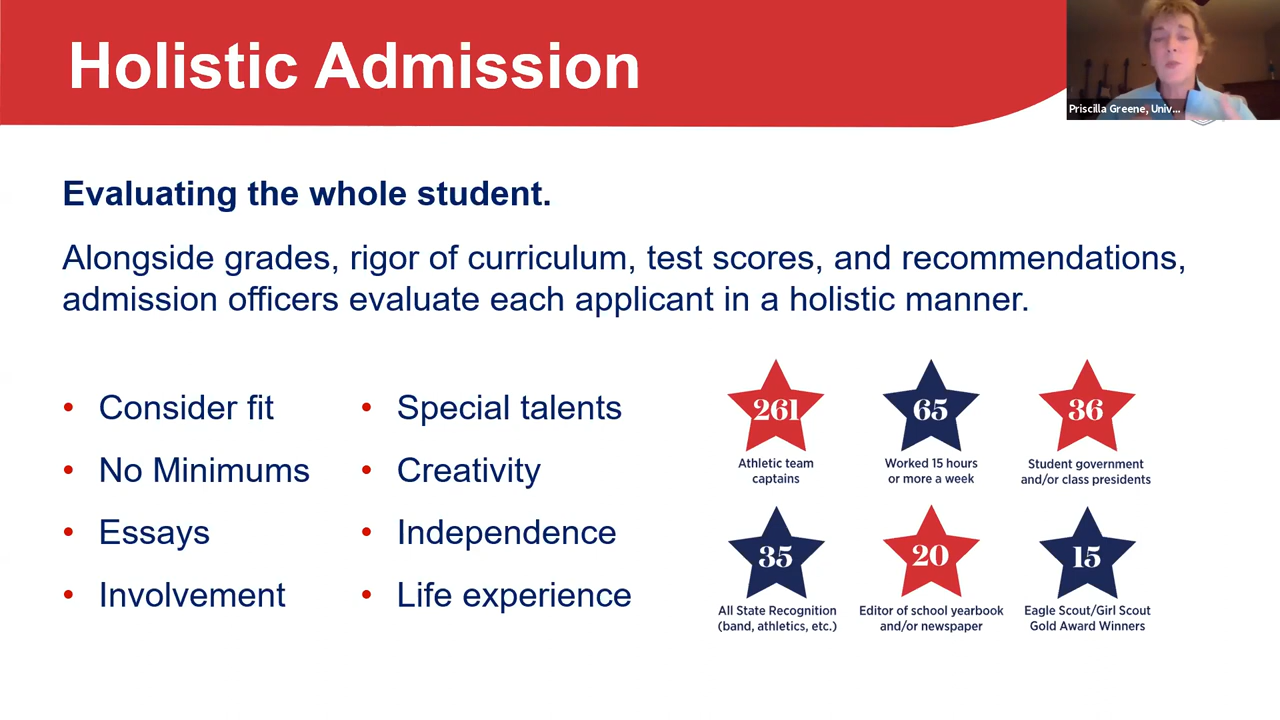 Holistic Admission
Priscilla Greene, Univ...
Evaluating the whole student.
Alongside grades, rigor of curriculum, test scores, and recommendations,
admission officers evaluate each applicant in a holistic manner.
• Consider fit
• No Minimums
• Essays
• Involvement
• Special talents
• Creativity
• Independence
• Life experience
261
Athletic team
captains
65
Worked 15 hours
or more a week
36
Student government
and/or class presidents
35
All State Recognition
(band, athletics, etc.)
20
Editor of school yearbook
and/or newspaper
15
Eagle Scout/Girl Scout
Gold Award Winners